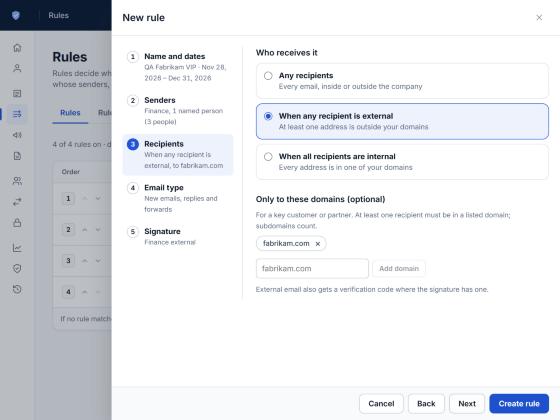 Rules
New rule
Rules
Rules decide wh
whose senders,
Rules
Rul
4 of 4 rules on · d
Order
1
2
3
4
If no rule match
1
Name and dates
QA Fabrikam VIP · Nov 28,
2026 – Dec 31, 2026
2
Senders
Finance, 1 named person
(3 people)
3
Recipients
When any recipient is
external, to fabrikam.com
4
Email type
New emails, replies and
forwards
5
Signature
Finance external
Who receives it
Any recipients
Every email, inside or outside the company
When any recipient is external
At least one address is outside your domains
When all recipients are internal
Every address is in one of your domains
Only to these domains (optional)
For a key customer or partner. At least one recipient must be in a listed domain;
subdomains count.
fabrikam.com ×
fabrikam.com
Add domain
External email also gets a verification code where the signature has one.
Cancel
Back
Next
Create rule